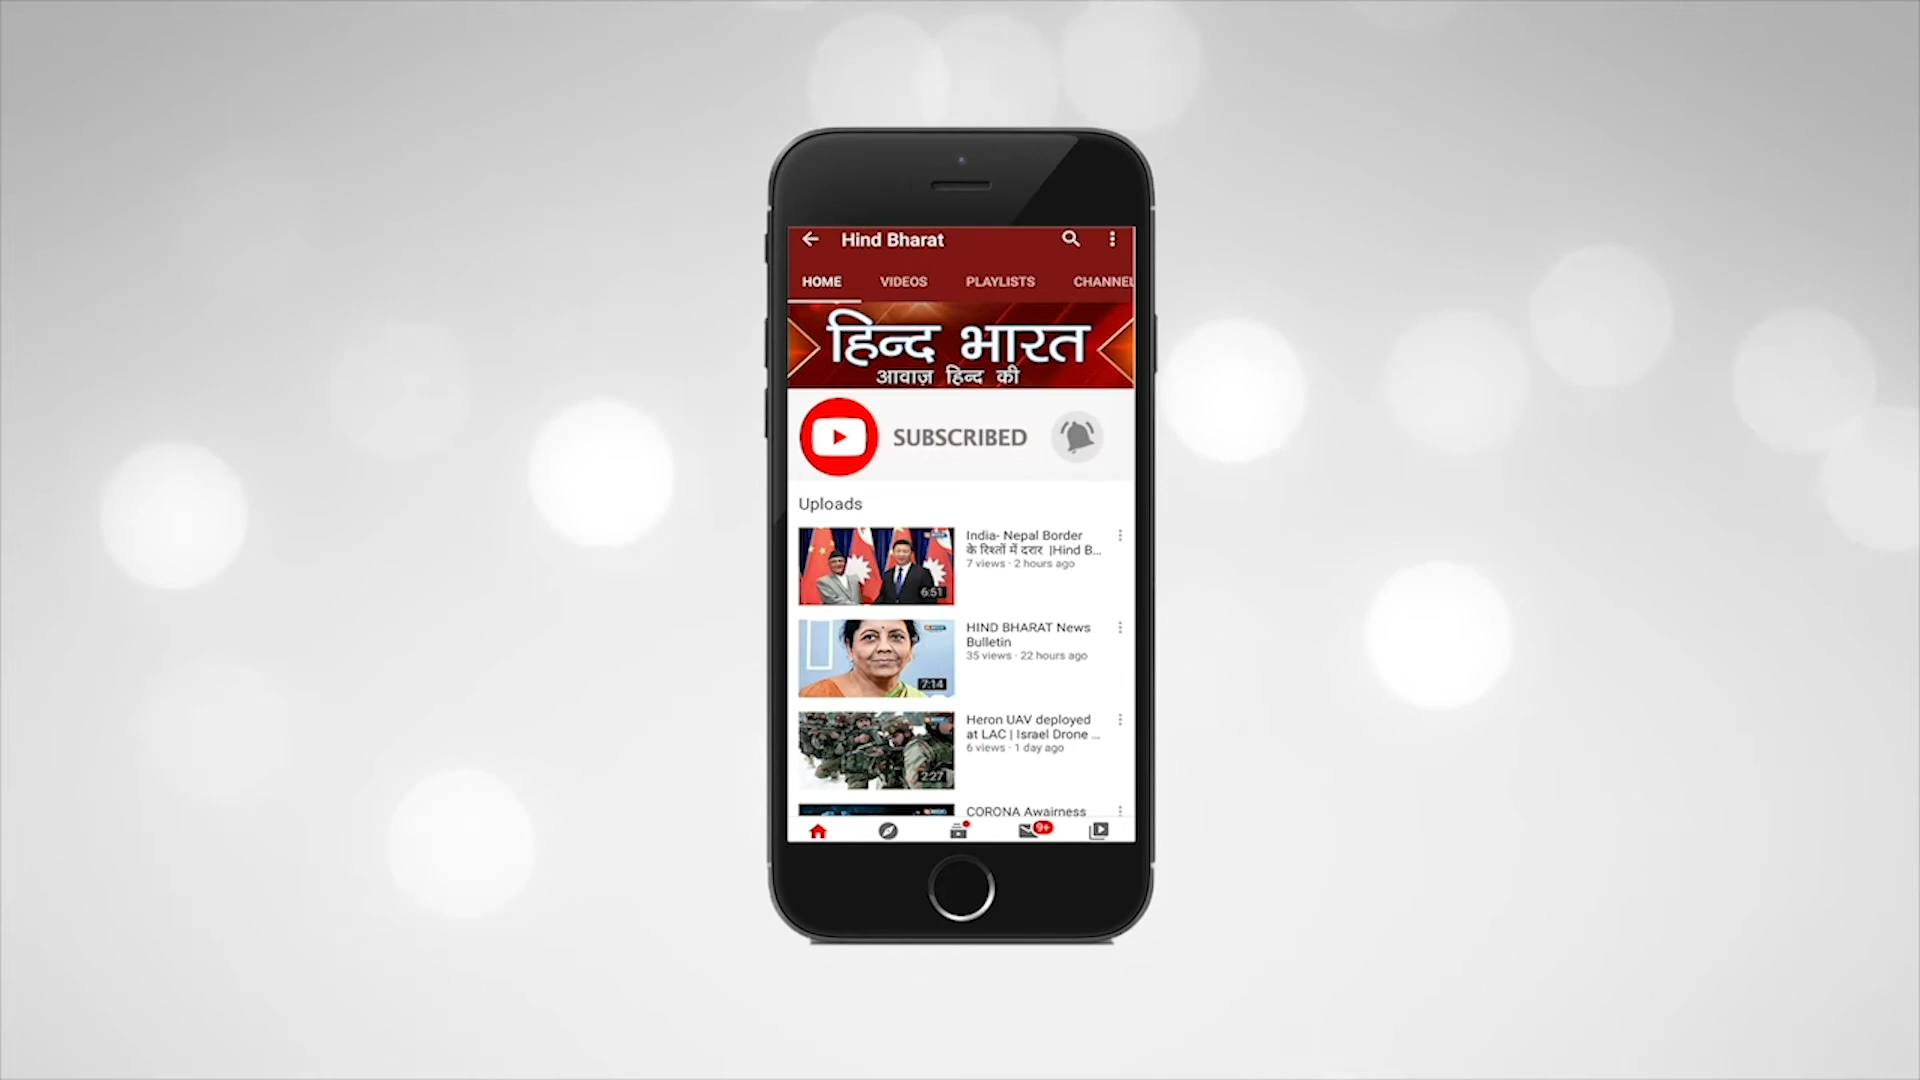 Hind Bharat
HOME VIDEOS PLAYLISTS CHANNEL
हिन्द भारत
आवाज़ हिन्द की
SUBSCRIBED
Uploads
India- Nepal Border
के रिश्तों में दरार |Hind B...
7 views · 2 hours ago
6:51
HIND BHARAT News
Bulletin
35 views · 22 hours ago
7:14
Heron UAV deployed
at LAC | Israel Drone ...
6 views · 1 day ago
2:27
CORONA Awairness
9+